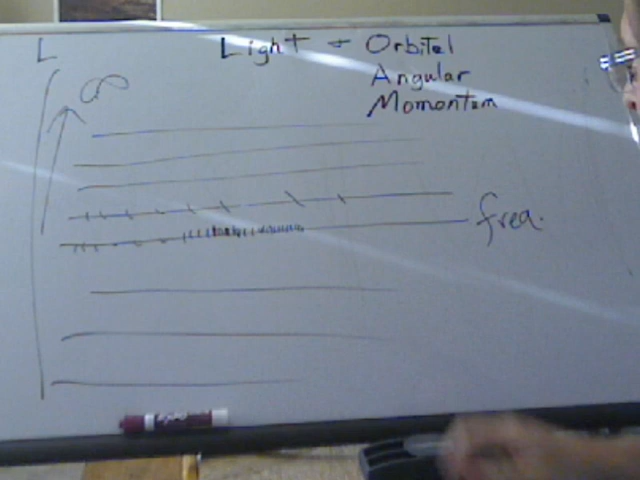 L
Light + Orbital
Angular
Momentum
∞
freq.